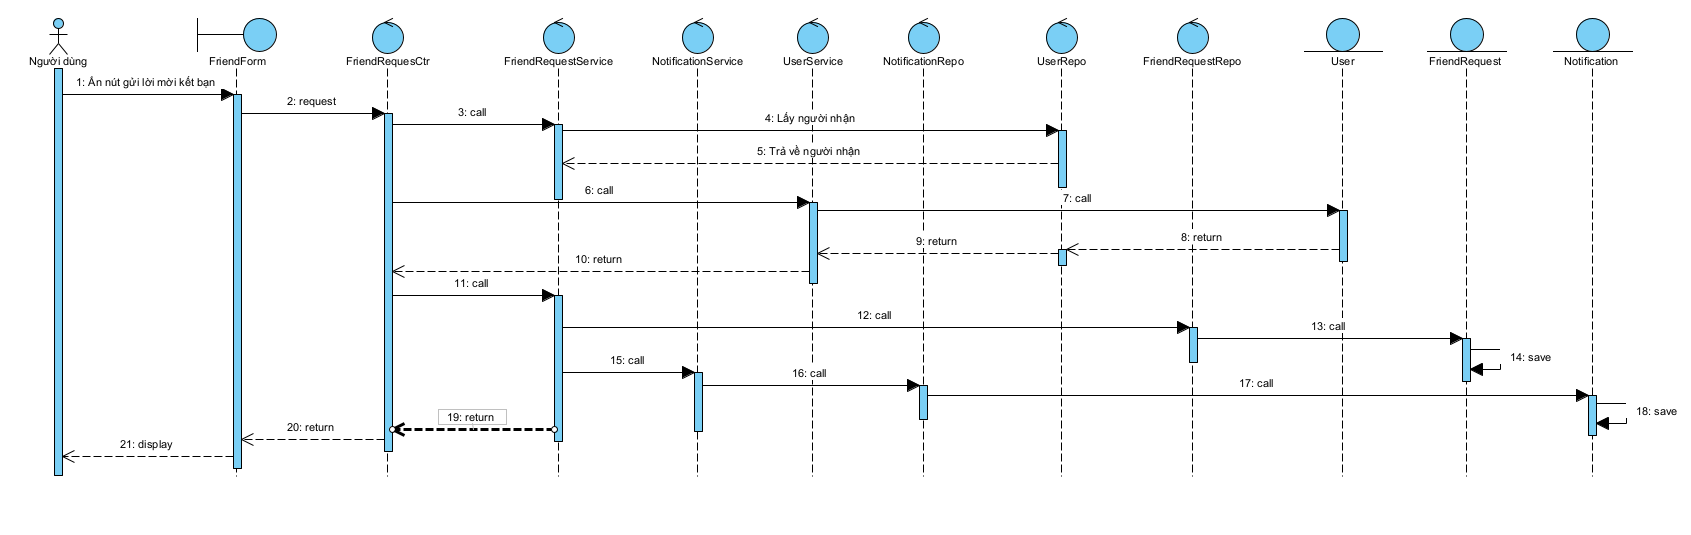 Người dùng
FriendForm
FriendRequesCtr
FriendRequestService
NotificationService
UserService
NotificationRepo
UserRepo
FriendRequestRepo
User
FriendRequest
Notification
1: Ấn nút gửi lời mời kết bạn
2: request
3: call
4: Lấy người nhận
5: Trả về người nhận
6: call
7: call
8: return
9: return
10: return
11: call
12: call
13: call
14: save
15: call
16: call
17: call
18: save
19: return
20: return
21: display